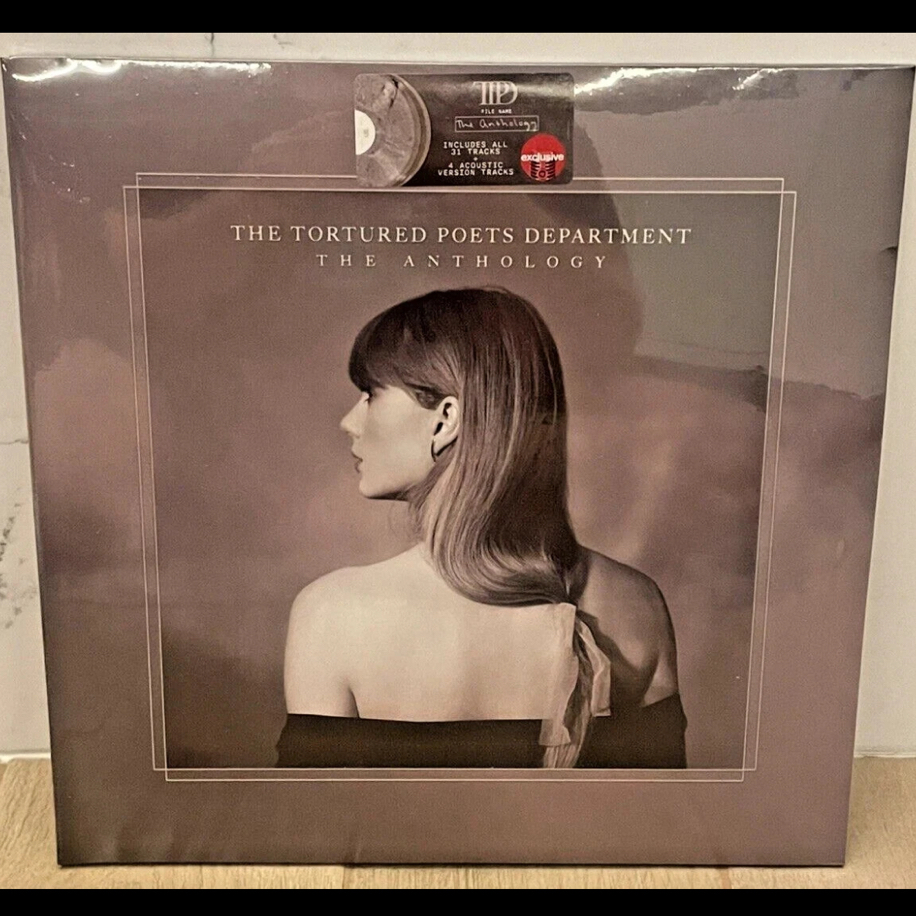 TTPD
FILE NAME
The Anthology
INCLUDES ALL
31 TRACKS
+
4 ACOUSTIC
VERSION TRACKS
exclusive
THE TORTURED POETS DEPARTMENT
THE ANTHOLOGY